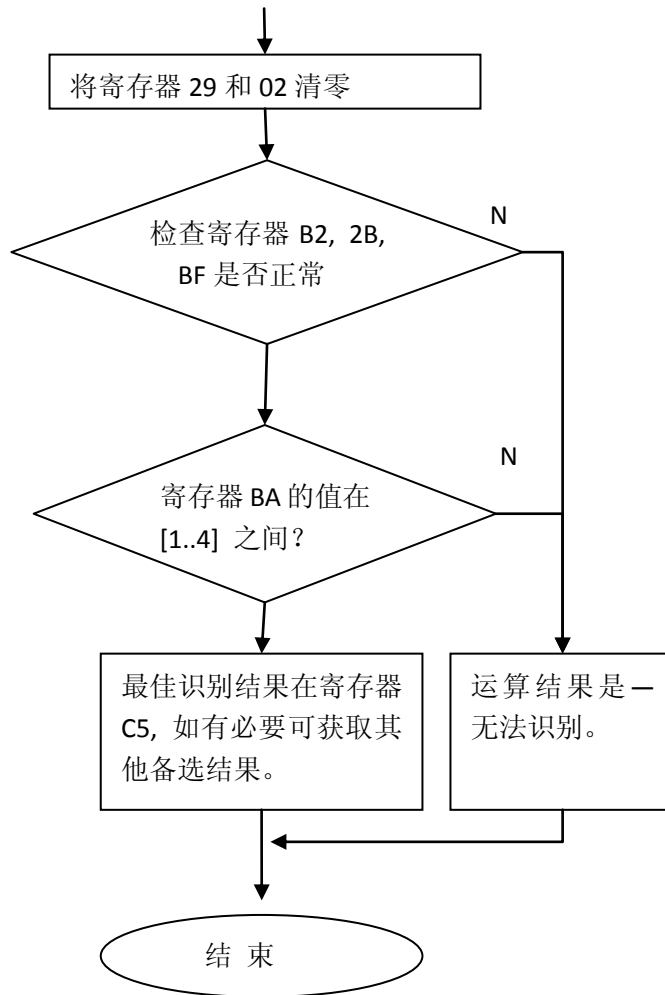 将寄存器 29 和 02 清零
N
检查寄存器 B2, 2B,
BF 是否正常
N
寄存器 BA 的值在
[1..4] 之间？
最佳识别结果在寄存器
C5, 如有必要可获取其
他备选结果。
运算结果是—
无法识别。
结 束